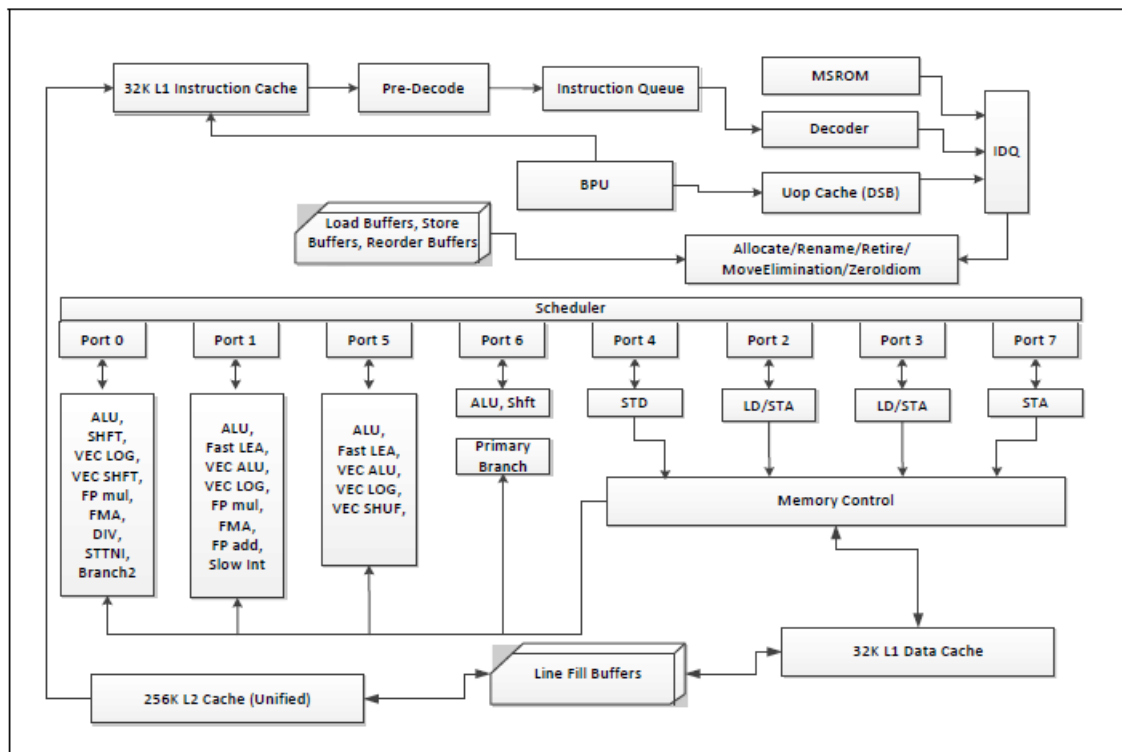 32K L1 Instruction Cache
Pre-Decode
Instruction Queue
MSROM
Decoder
IDQ
BPU
Uop Cache (DSB)
Load Buffers, Store
Buffers, Reorder Buffers
Allocate/Rename/Retire/
MoveElimination/ZeroIdiom
Scheduler
Port 0
Port 1
Port 5
Port 6
Port 4
Port 2
Port 3
Port 7
ALU,
SHFT,
VEC LOG,
VEC SHFT,
FP mul,
FMA,
DIV,
STTNI,
Branch2
ALU,
Fast LEA,
VEC ALU,
VEC LOG,
FP mul,
FMA,
FP add,
Slow Int
ALU,
Fast LEA,
VEC ALU,
VEC LOG,
VEC SHUF,
ALU, Shft
Primary
Branch
STD
LD/STA
LD/STA
STA
Memory Control
32K L1 Data Cache
Line Fill Buffers
256K L2 Cache (Unified)